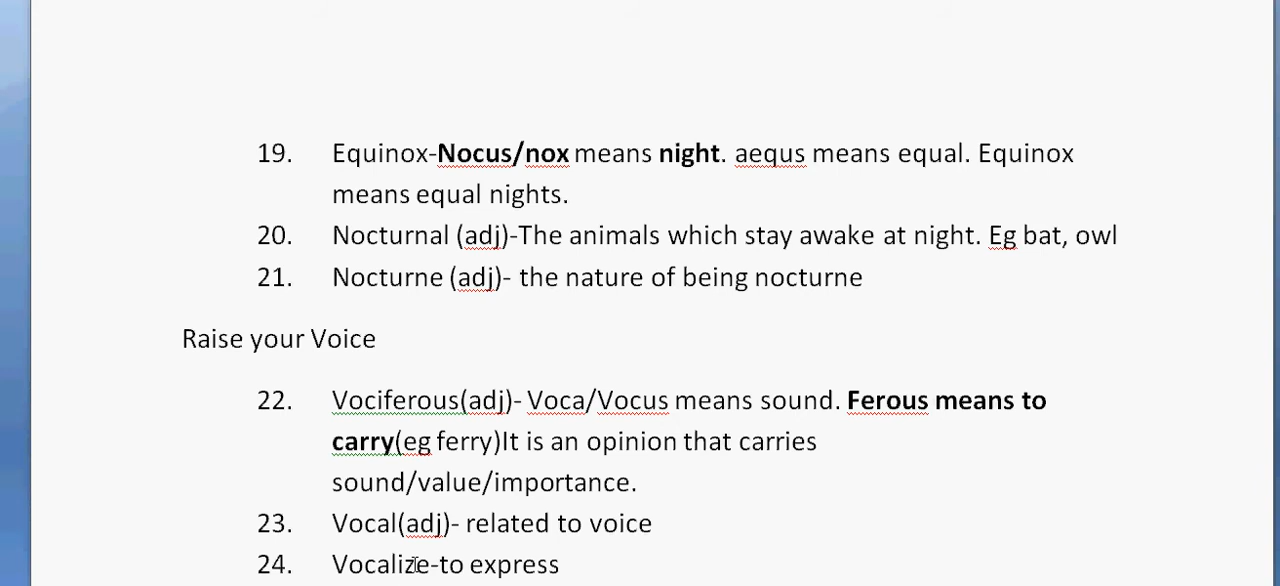 19. Equinox-Nocus/nox means night. aequs means equal. Equinox
means equal nights.
20. Nocturnal (adj)-The animals which stay awake at night. Eg bat, owl
21. Nocturne (adj)- the nature of being nocturne
Raise your Voice
22. Vociferous(adj)- Voca/Vocus means sound. Ferous means to
carry(eg ferry)It is an opinion that carries
sound/value/importance.
23. Vocal(adj)- related to voice
24. Vocalize-to express